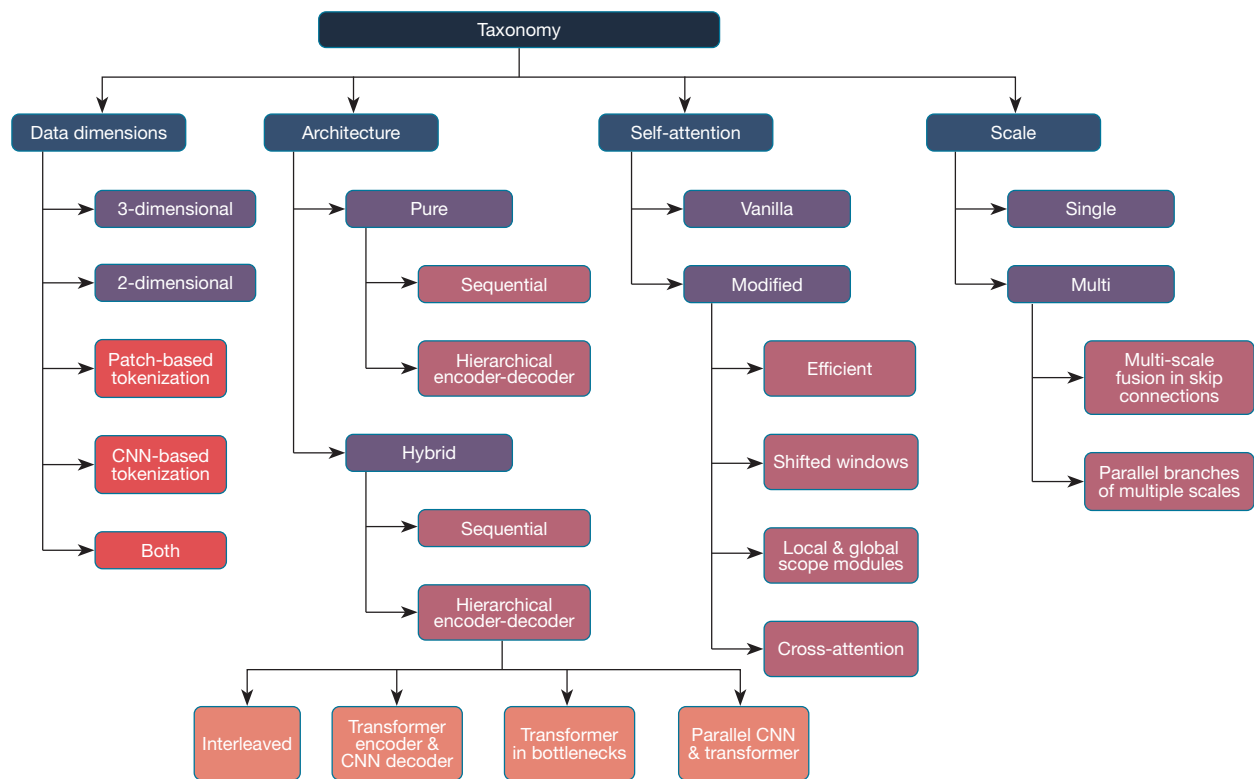 Taxonomy
Data dimensions
3-dimensional
2-dimensional
Patch-based
tokenization
CNN-based
tokenization
Both
Architecture
Pure
Sequential
Hierarchical
encoder-decoder
Hybrid
Sequential
Hierarchical
encoder-decoder
Interleaved
Transformer
encoder &
CNN decoder
Transformer
in bottlenecks
Parallel CNN
& transformer
Self-attention
Vanilla
Modified
Efficient
Shifted windows
Local & global
scope modules
Cross-attention
Scale
Single
Multi
Multi-scale
fusion in skip
connections
Parallel branches
of multiple scales